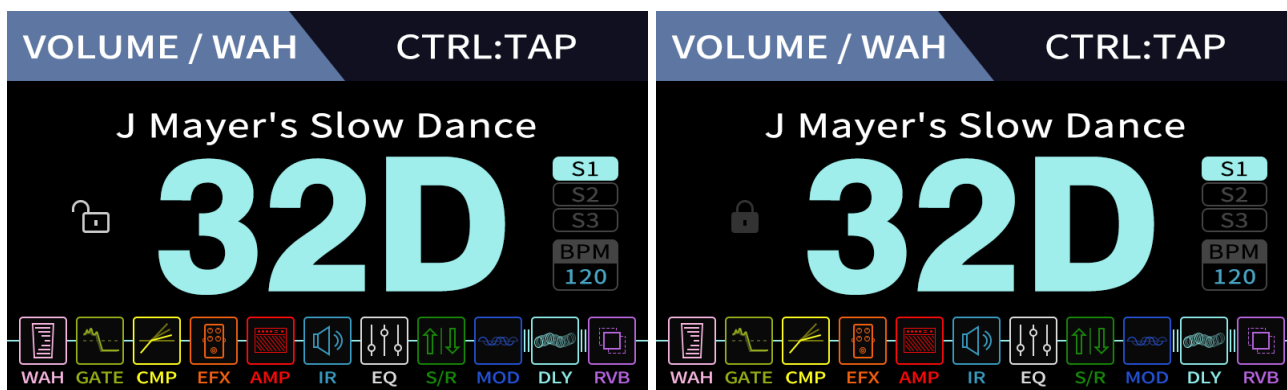 VOLUME / WAH CTRL:TAP
J Mayer's Slow Dance
32D
S1
S2
S3
BPM
120
WAH GATE CMP EFX AMP IR EQ S/R MOD DLY RVB
VOLUME / WAH CTRL:TAP
J Mayer's Slow Dance
32D
S1
S2
S3
BPM
120
WAH GATE CMP EFX AMP IR EQ S/R MOD DLY RVB